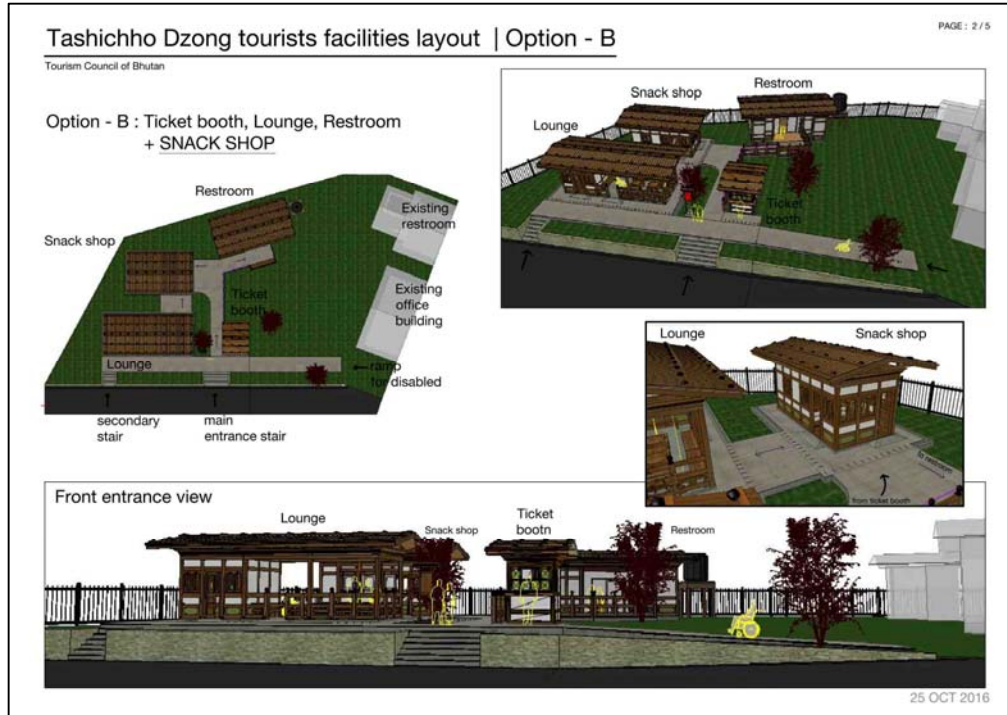 Tashichho Dzong tourists facilities layout | Option - B
PAGE : 2 / 5
Tourism Council of Bhutan
Option - B : Ticket booth, Lounge, Restroom
+ SNACK SHOP
Restroom
Snack shop
Existing
restroom
Ticket
booth
Existing
office
building
Lounge
ramp
for disabled
secondary
stair
main
entrance stair
Restroom
Snack shop
Lounge
Ticket
booth
Lounge
Snack shop
to restroom
from ticket booth
Front entrance view
Lounge
Snack shop
Ticket
bootn
Restroom
25 OCT 2016